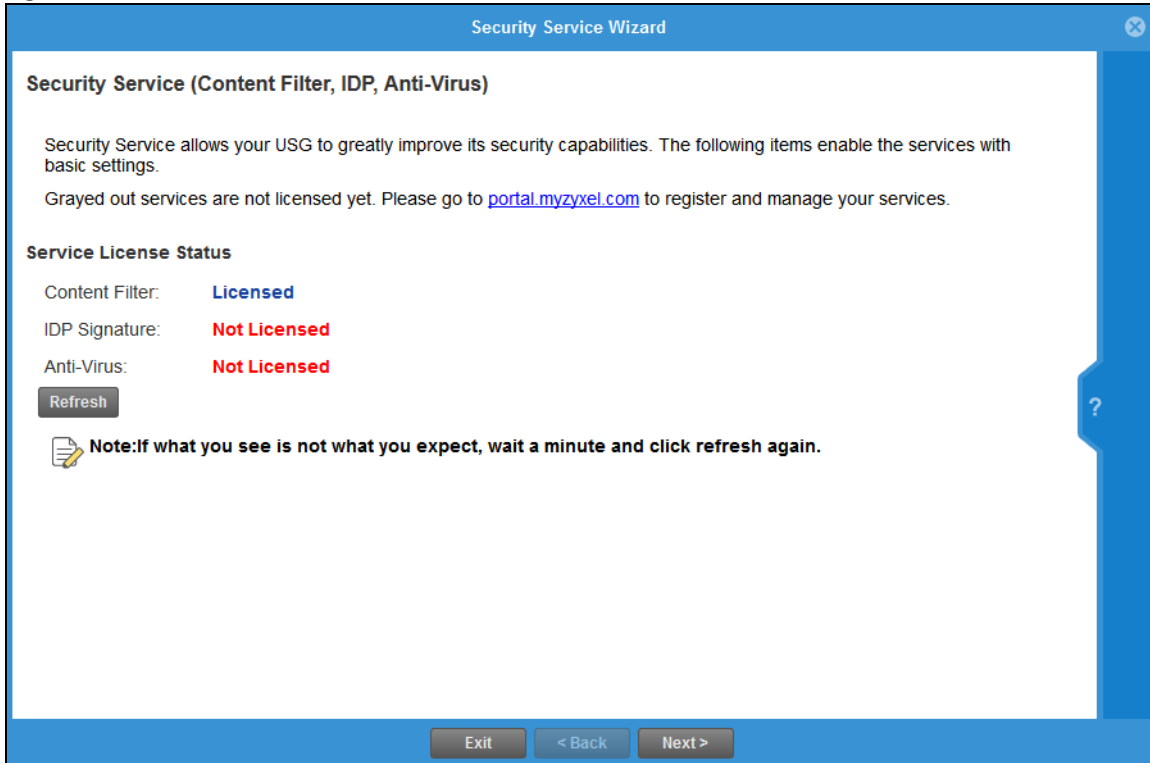 Security Service Wizard
Security Service (Content Filter, IDP, Anti-Virus)
Security Service allows your USG to greatly improve its security capabilities. The following items enable the services with
basic settings.
Grayed out services are not licensed yet. Please go to portal.myzyxel.com to register and manage your services.
Service License Status
Content Filter: Licensed
IDP Signature: Not Licensed
Anti-Virus: Not Licensed
Refresh
Note:If what you see is not what you expect, wait a minute and click refresh again.
?
Exit < Back Next >